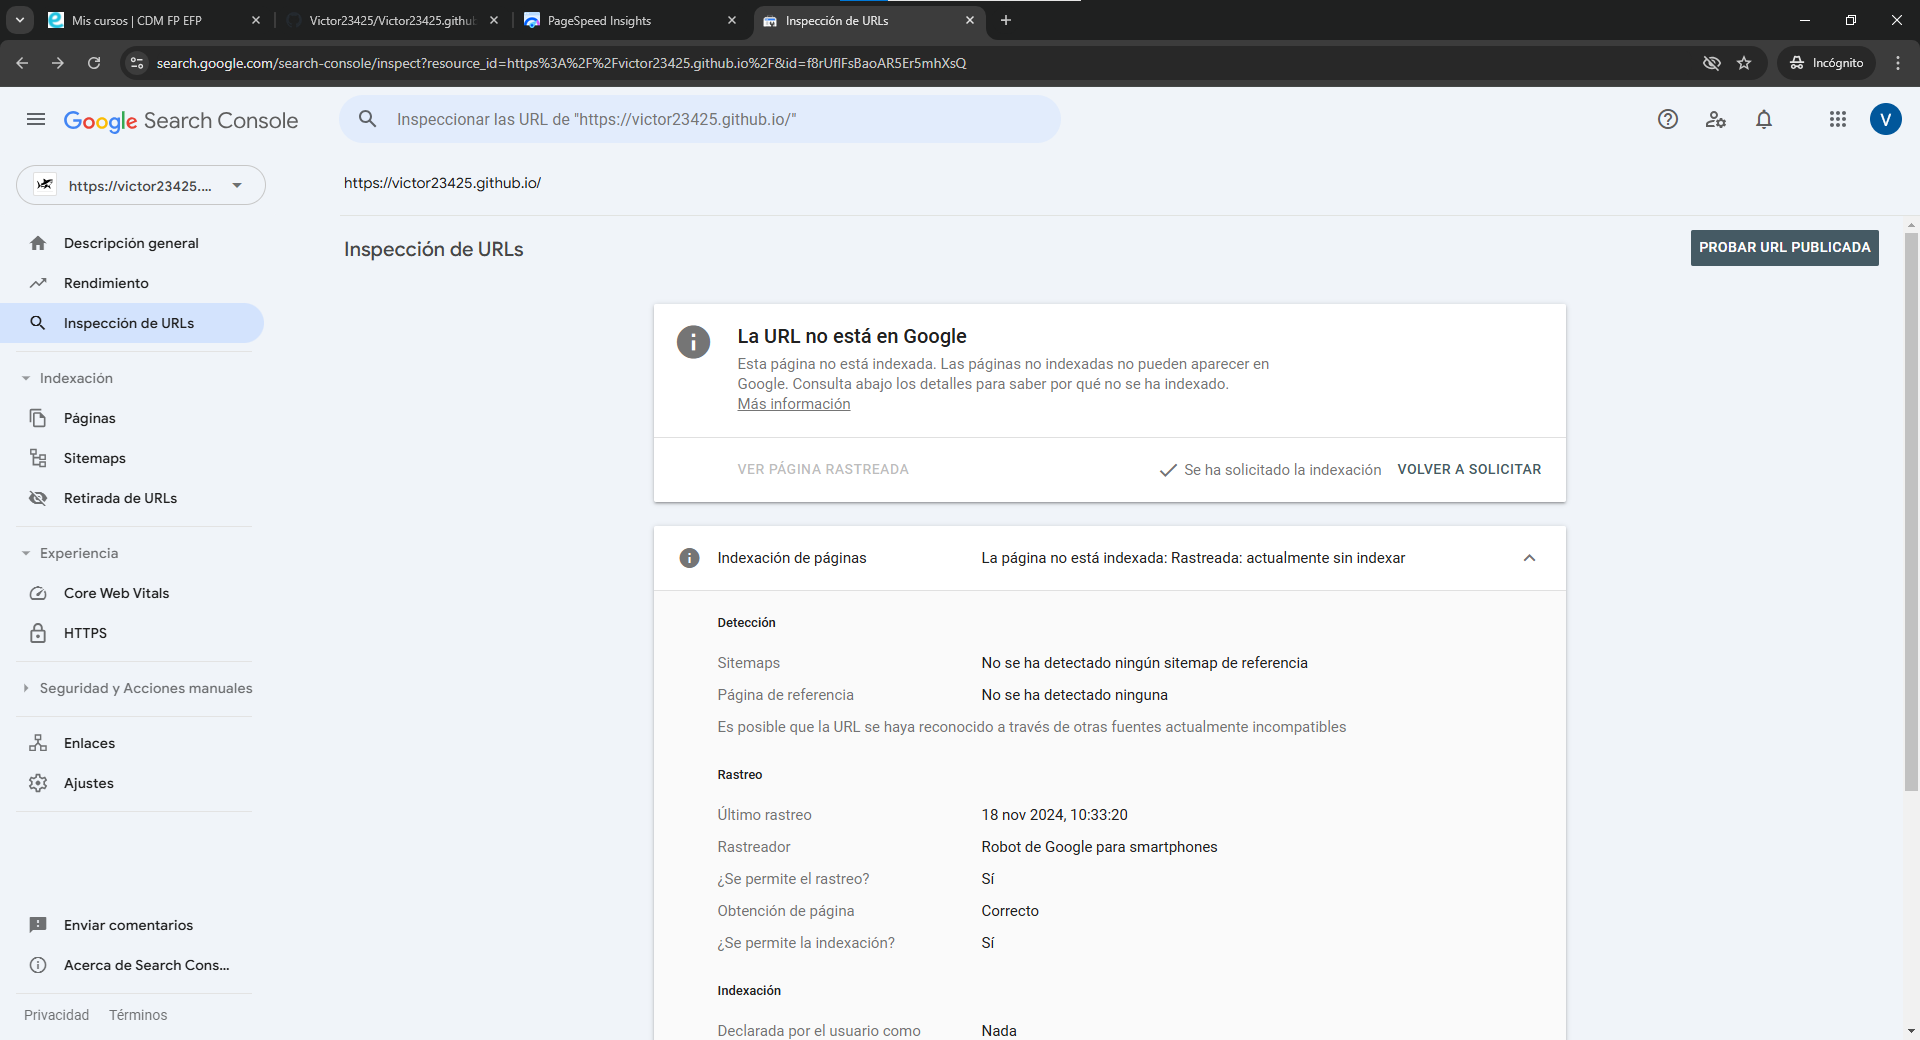 Mis cursos | CDM FP EFP
Victor23425/Victor23425.githu
PageSpeed Insights
Inspección de URLs
search.google.com/search-console/inspect?resource_id=https%3A%2F%2Fvictor23425.github.io%2F&id=f8rUflFsBaoAR5Er5mhXsQ
Incógnito
Google Search Console
Inspeccionar las URL de "https://victor23425.github.io/"
V
https://victor23425....
https://victor23425.github.io/
Descripción general
Rendimiento
Inspección de URLs
Indexación
Páginas
Sitemaps
Retirada de URLs
Experiencia
Core Web Vitals
HTTPS
Seguridad y Acciones manuales
Enlaces
Ajustes
Enviar comentarios
Acerca de Search Cons...
Privacidad Términos
Inspección de URLs
PROBAR URL PUBLICADA
La URL no está en Google
Esta página no está indexada. Las páginas no indexadas no pueden aparecer en
Google. Consulta abajo los detalles para saber por qué no se ha indexado.
Más información
VER PÁGINA RASTREADA
Se ha solicitado la indexación VOLVER A SOLICITAR
Indexación de páginas La página no está indexada: Rastreada: actualmente sin indexar
Detección
Sitemaps No se ha detectado ningún sitemap de referencia
Página de referencia No se ha detectado ninguna
Es posible que la URL se haya reconocido a través de otras fuentes actualmente incompatibles
Rastreo
Último rastreo 18 nov 2024, 10:33:20
Rastreador Robot de Google para smartphones
¿Se permite el rastreo? Sí
Obtención de página Correcto
¿Se permite la indexación? Sí
Indexación
Declarada por el usuario como Nada